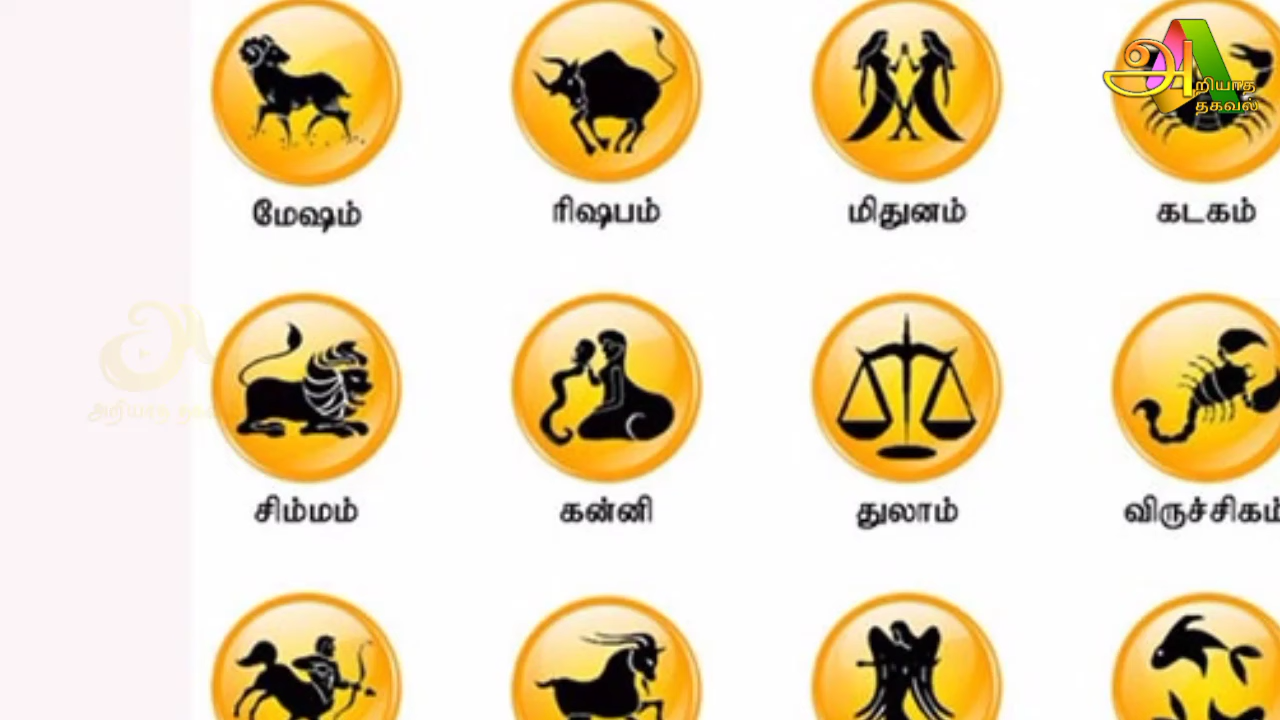 அறியாத
தகவல்
மேஷம்
ரிஷபம்
மிதுனம்
கடகம்
சிம்மம்
கன்னி
துலாம்
விருச்சிகம்